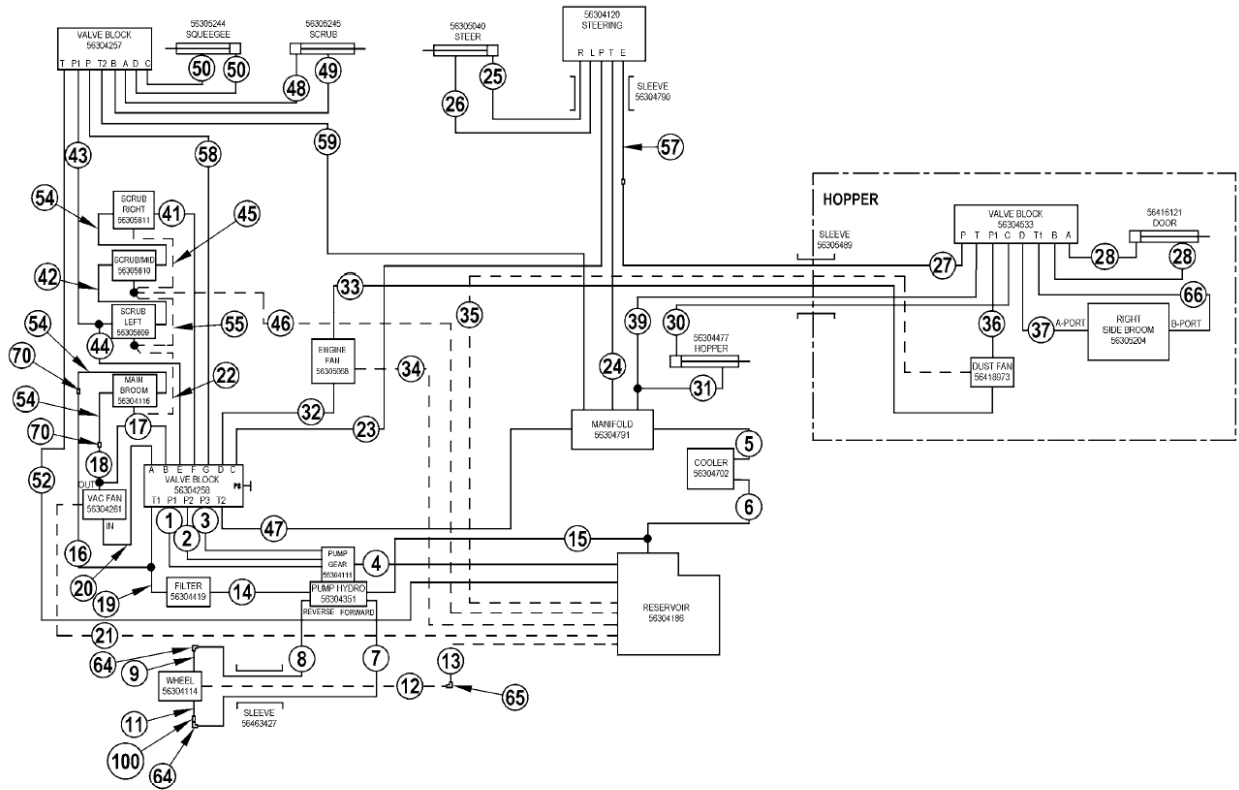 56305244
SQUEEGEE
56305245
SCRUB
56305040
STEER
56304120
STEERING
R L P T E
VALVE BLOCK
56304257
T P1 P T2 B A D C
50
50
48
49
26
25
SLEEVE
56304790
59
57
43
58
HOPPER
54
SCRUB
RIGHT
56305811
41
45
VALVE BLOCK
56304533
P T P1 C D T1 B A
56416121
DOOR
SLEEVE
56305489
27
28
28
42
SCRUB/MID
56305810
33
66
54
SCRUB
LEFT
56305809
55
46
35
39
30
36
37
A-PORT
RIGHT
SIDE BROOM
56305204
B-PORT
44
70
ENGINE
FAN
56305068
34
24
56304477
HOPPER
31
DUST FAN
56418973
22
MAIN
BROOM
56304116
54
17
32
23
MANIFOLD
56304791
5
70
18
COOLER
56304702
52
A B E F G D C
VALVE BLOCK
56304258
PS
T1 P1 P2 P3 T2
OUT
VAC FAN
56304261
IN
1
2
3
47
6
16
15
20
19
PUMP
GEAR
56304111
4
FILTER
56304419
14
PUMP HYDRO
56304351
REVERSE FORWARD
RESERVOIR
56304186
21
64
9
8
7
13
WHEEL
56304114
12
65
11
SLEEVE
56463427
100
64